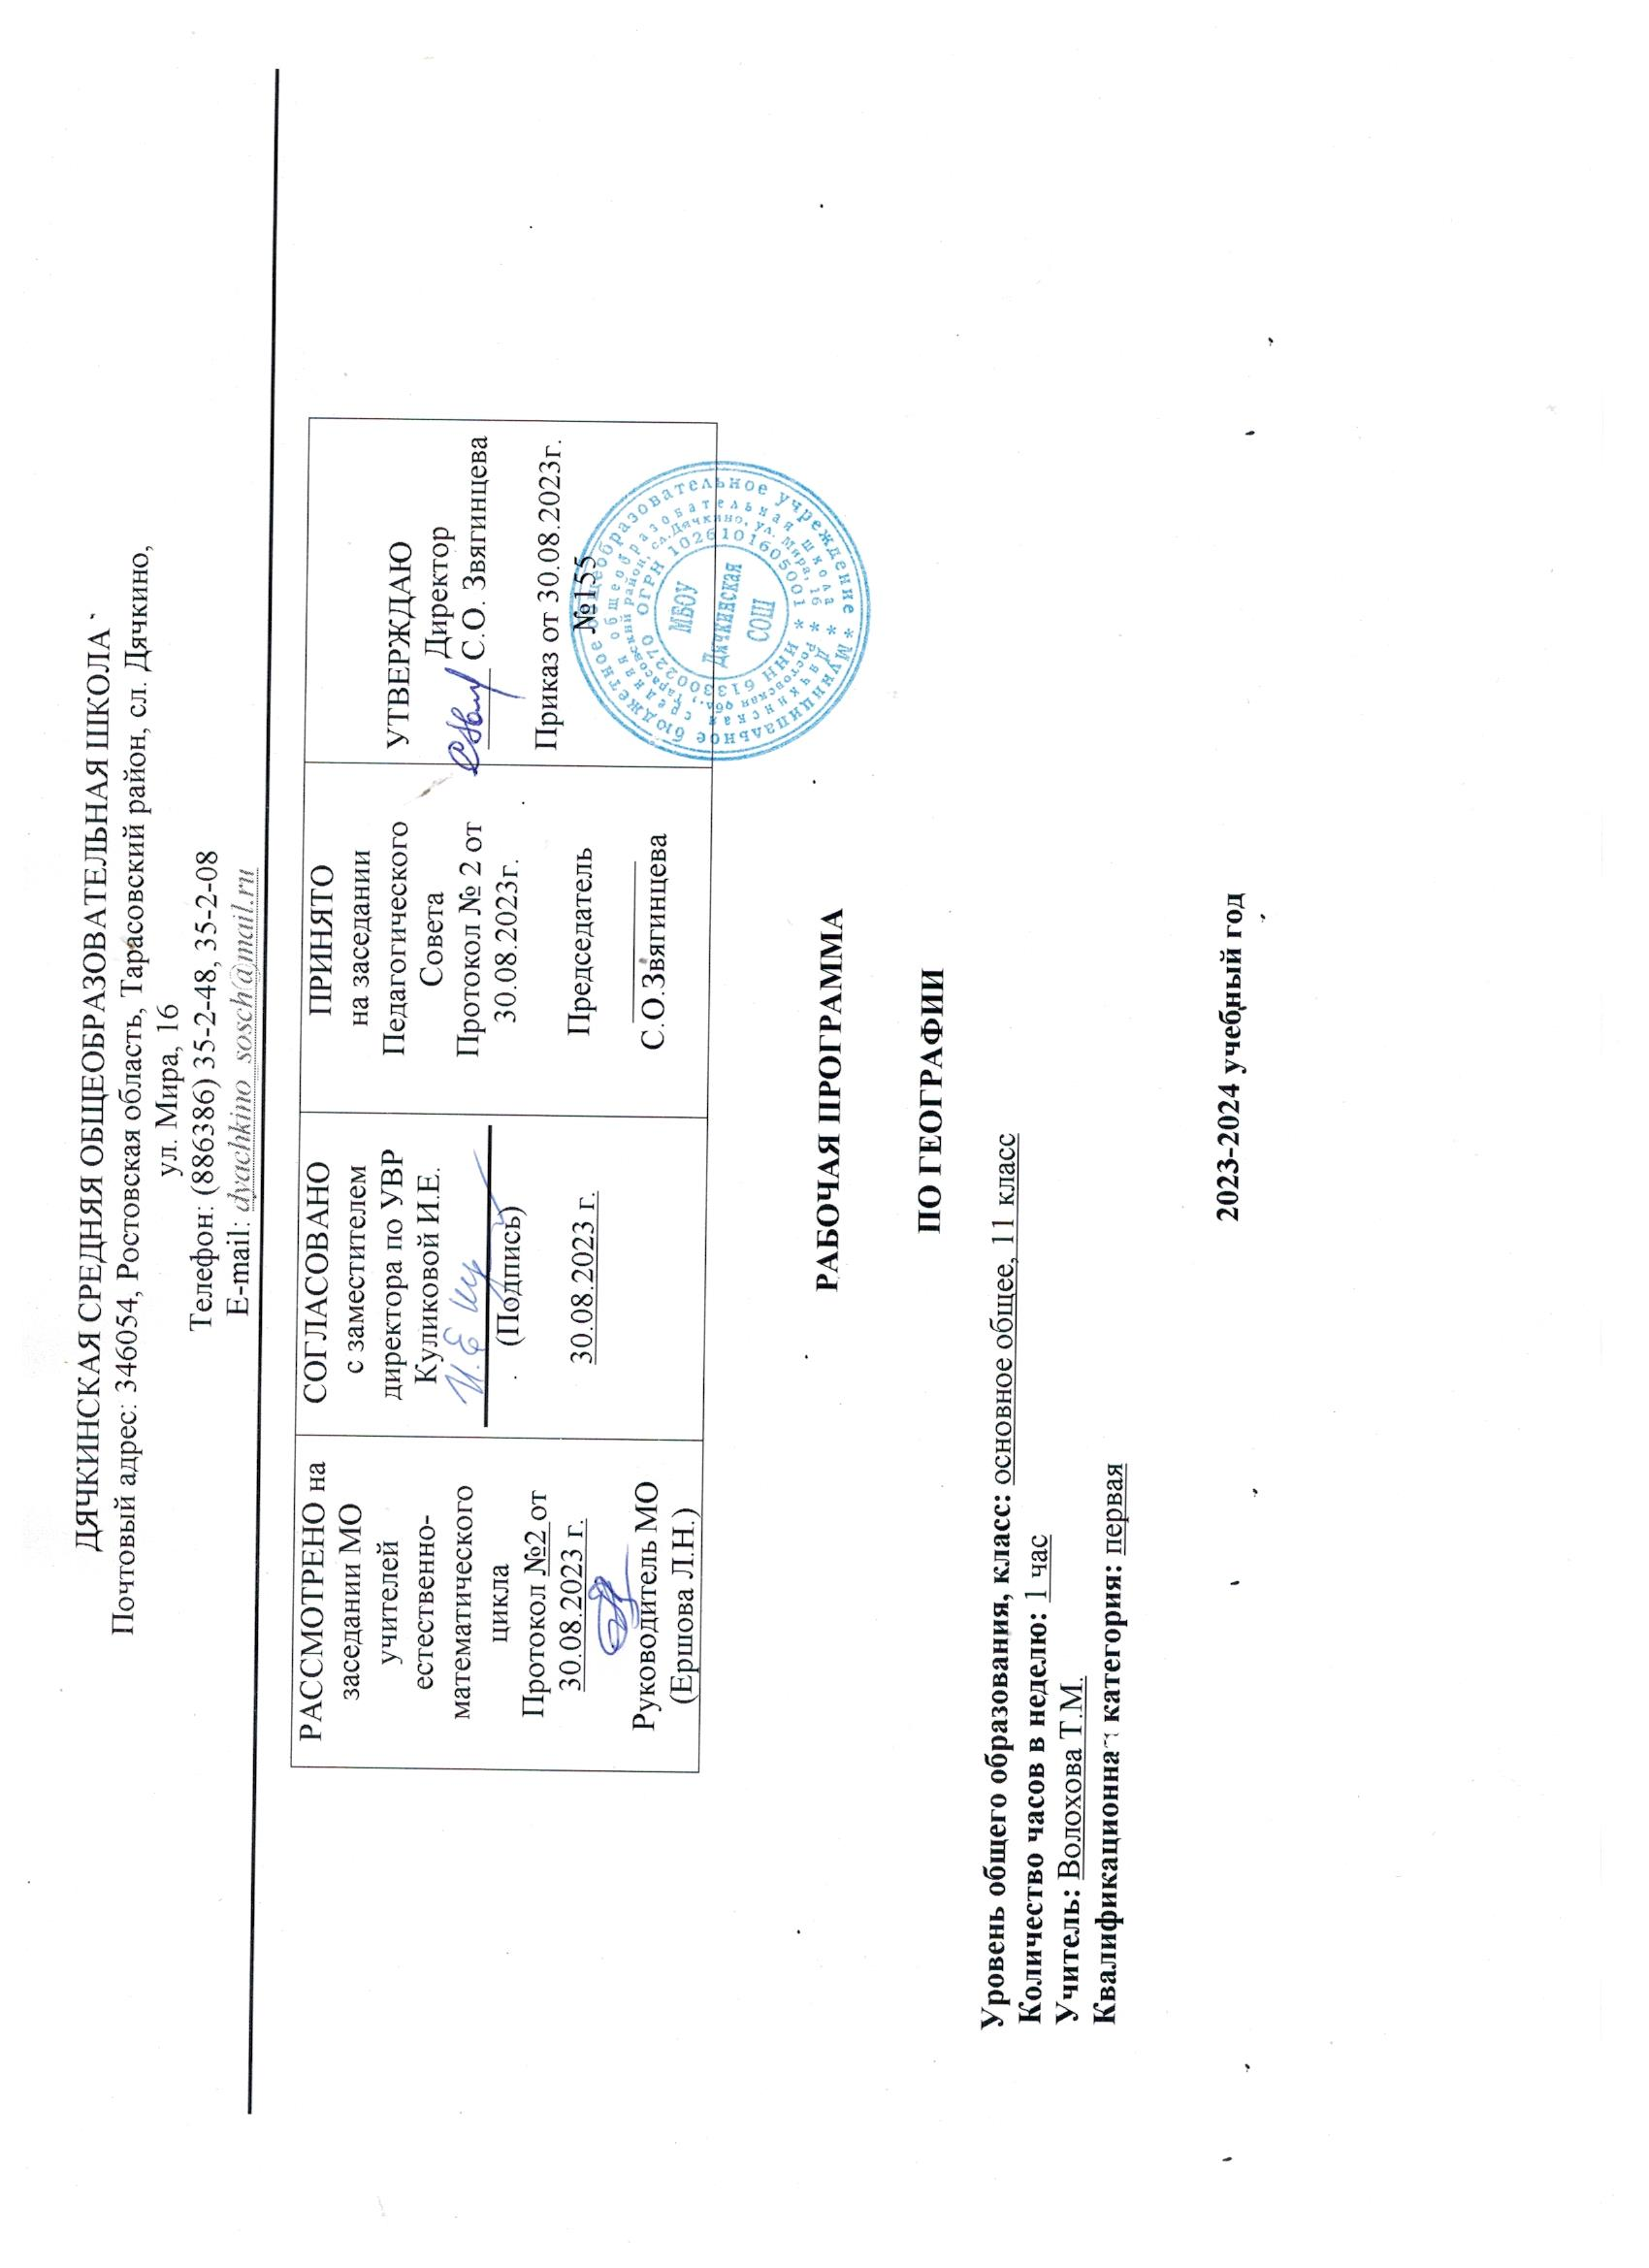 ДЯЧКИНСКАЯ СРЕДНЯЯ ОБЩЕОБРАЗОВАТЕЛЬНАЯ ШКОЛА
Почтовый адрес: 346054, Ростовская область, Тарасовский район, сл. Дячкино,
ул. Мира, 16
Телефон: (886386) 35-2-48, 35-2-08
E-mail: dyachkino_sosch@mail.ru
РАССМОТРЕНО на
заседании МО
учителей
естественно-
математического
цикла
Протокол №2 от
30.08.2023 г.
Руководитель МО
(Ершова Л.Н.)
СОГЛАСОВАНО
с заместителем
директора по УВР
Куликовой И.Е.
(Подпись)
30.08.2023 г.
ПРИНЯТО
на заседании
Педагогического
Совета
Протокол № 2 от
30.08.2023г.
Председатель
С.О.Звягинцева
УТВЕРЖДАЮ
Директор
С.О. Звягинцева
Приказ от 30.08.2023г.
№155
Муниципальное бюджетное общеобразовательное учреждение *
Дячкинская средняя общеобразовательная школа *
Ростовская обл., Тарасовский район, сл.Дячкино, ул. Мира, 16 *
ИНН 6133002270 ОГРН 1026101605001 *
МБОУ
Дячкинская
СОШ
РАБОЧАЯ ПРОГРАММА
ПО ГЕОГРАФИИ
Уровень общего образования, класс: основное общее, 11 класс
Количество часов в неделю: 1 час
Учитель: Волохова Т.М.
Квалификационная категория: первая
2023-2024 учебный год